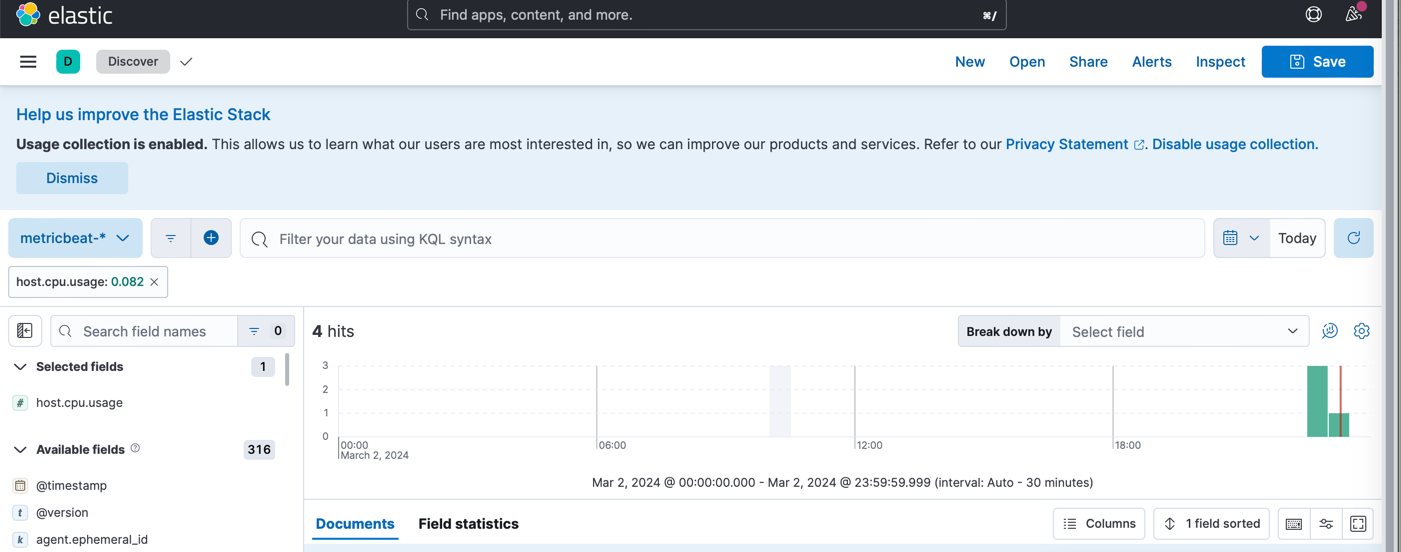 elastic
Find apps, content, and more.
⌘/
D
Discover
New
Open
Share
Alerts
Inspect
Save
Help us improve the Elastic Stack
Usage collection is enabled. This allows us to learn what our users are most interested in, so we can improve our products and services. Refer to our Privacy Statement. Disable usage collection.
Dismiss
metricbeat-*
Filter your data using KQL syntax
Today
host.cpu.usage: 0.082 ×
Search field names
0
4 hits
Break down by
Select field
Selected fields
1
# host.cpu.usage
Available fields ?
316
@timestamp
t @version
k agent.ephemeral_id
3
2
1
0
00:00
06:00
12:00
18:00
March 2, 2024
Mar 2, 2024 @ 00:00:00.000 - Mar 2, 2024 @ 23:59:59.999 (interval: Auto - 30 minutes)
Documents
Field statistics
Columns
1 field sorted